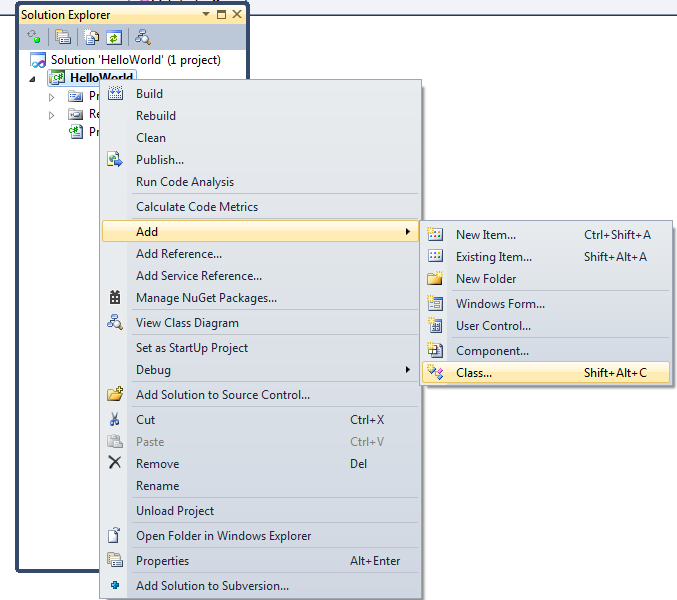 Solution Explorer
Solution 'HelloWorld' (1 project)
HelloWorld
Build
Rebuild
Clean
Publish...
Run Code Analysis
Calculate Code Metrics
Add
Add Reference...
Add Service Reference...
Manage NuGet Packages...
View Class Diagram
Set as StartUp Project
Debug
Add Solution to Source Control...
Cut Ctrl+X
Paste Ctrl+V
Remove Del
Rename
Unload Project
Open Folder in Windows Explorer
Properties Alt+Enter
Add Solution to Subversion...
New Item... Ctrl+Shift+A
Existing Item... Shift+Alt+A
New Folder
Windows Form...
User Control...
Component...
Class... Shift+Alt+C